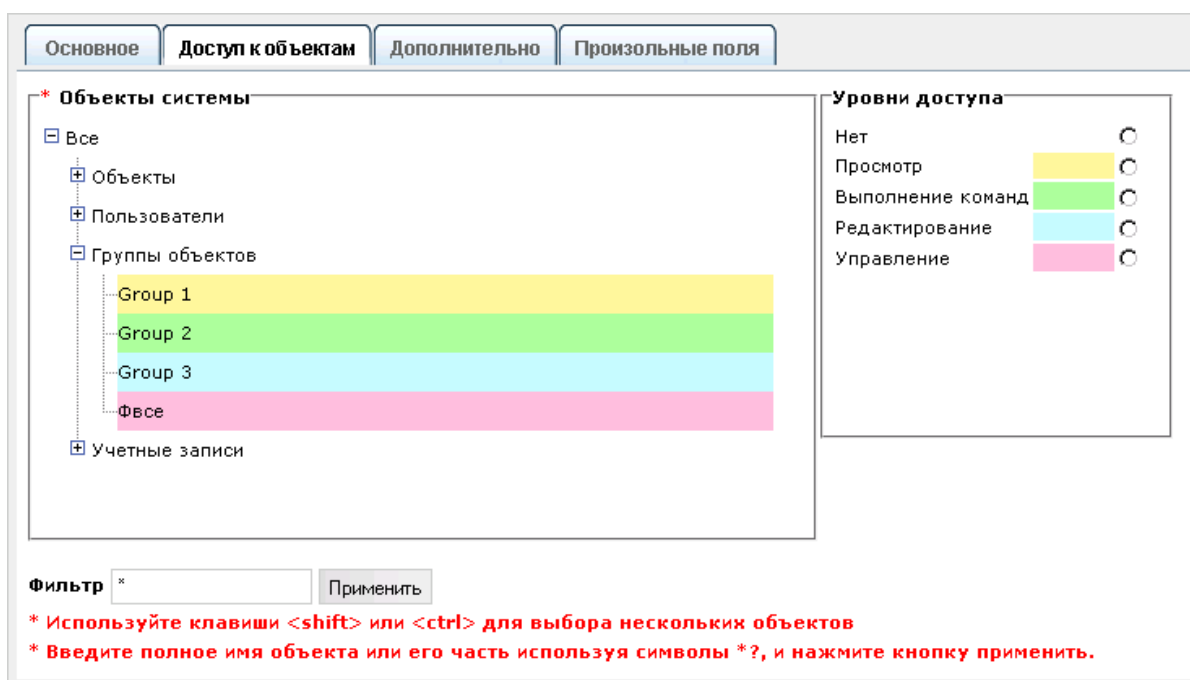 Основное Доступ к объектам Дополнительно Произольные поля
* Объекты системы
Все
Объекты
Пользователи
Группы объектов
Group 1
Group 2
Group 3
Фвсе
Учетные записи
Уровни доступа
Нет
Просмотр
Выполнение команд
Редактирование
Управление
Фильтр * Применить
* Используйте клавиши <shift> или <ctrl> для выбора нескольких объектов
* Введите полное имя объекта или его часть используя символы *?, и нажмите кнопку применить.